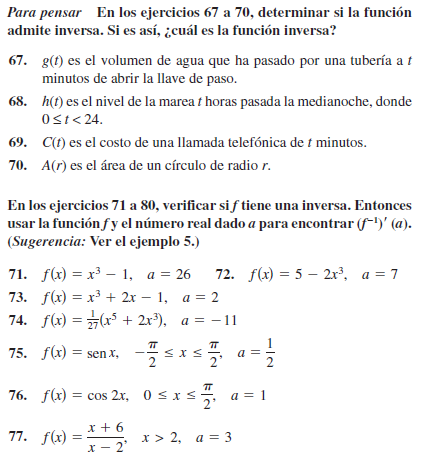 Para pensar En los ejercicios 67 a 70, determinar si la función
admite inversa. Si es así, ¿cuál es la función inversa?
67. g(t) es el volumen de agua que ha pasado por una tubería a t
minutos de abrir la llave de paso.
68. h(t) es el nivel de la marea t horas pasada la medianoche, donde
0 ≤ t < 24.
69. C(t) es el costo de una llamada telefónica de t minutos.
70. A(r) es el área de un círculo de radio r.
En los ejercicios 71 a 80, verificar si f tiene una inversa. Entonces
usar la función f y el número real dado a para encontrar (f⁻¹)′ (a).
(Sugerencia: Ver el ejemplo 5.)
71. f(x) = x³ − 1, a = 26 72. f(x) = 5 − 2x³, a = 7
73. f(x) = x³ + 2x − 1, a = 2
74. f(x) = 1/27(x⁵ + 2x³), a = −11
75. f(x) = sen x, −π/2 ≤ x ≤ π/2, a = 1/2
76. f(x) = cos 2x, 0 ≤ x ≤ π/2, a = 1
77. f(x) = (x + 6)/(x − 2), x > 2, a = 3